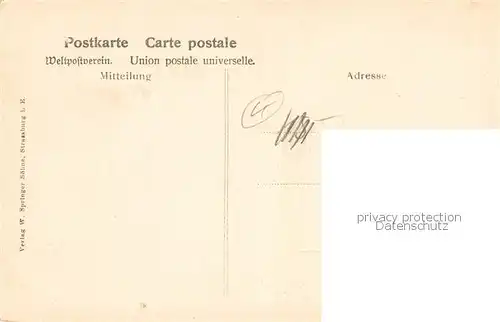 Postkarte Carte postale
Weltpostverein. Union postale universelle.
Mitteilung
Adresse
Verlag W. Springer Söhne, Strassburg i. E.
privacy protection
Datenschutz